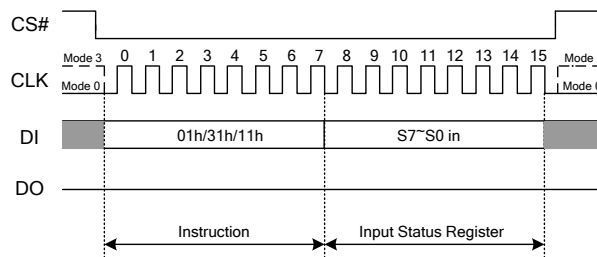 CS#
Mode 3 0 1 2 3 4 5 6 7 8 9 10 11 12 13 14 15 Mode
CLK
Mode 0 Mode 0
DI 01h/31h/11h S7~S0 in
DO
Instruction Input Status Register